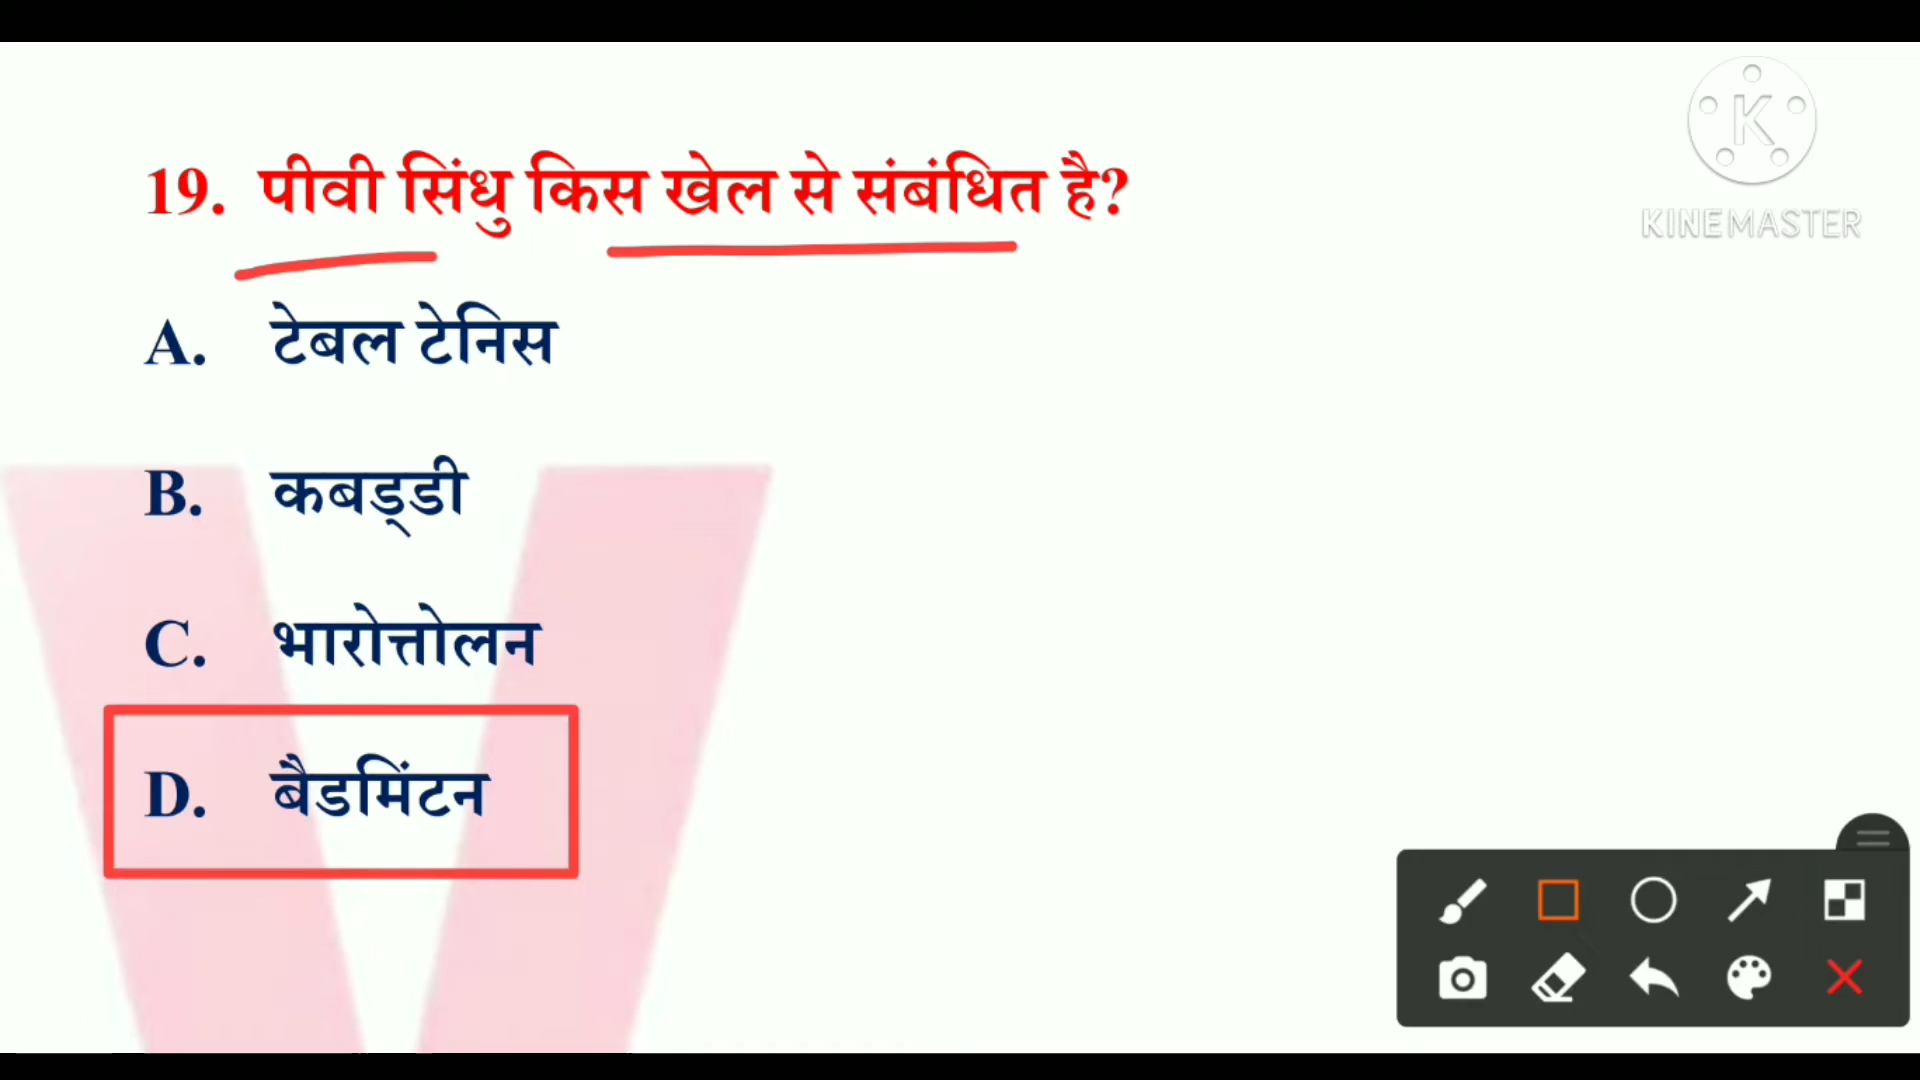 KINEMASTER
19. पीवी सिंधु किस खेल से संबंधित है?
A. टेबल टेनिस
B. कबड्‌डी
C. भारोत्तोलन
D. बैडमिंटन